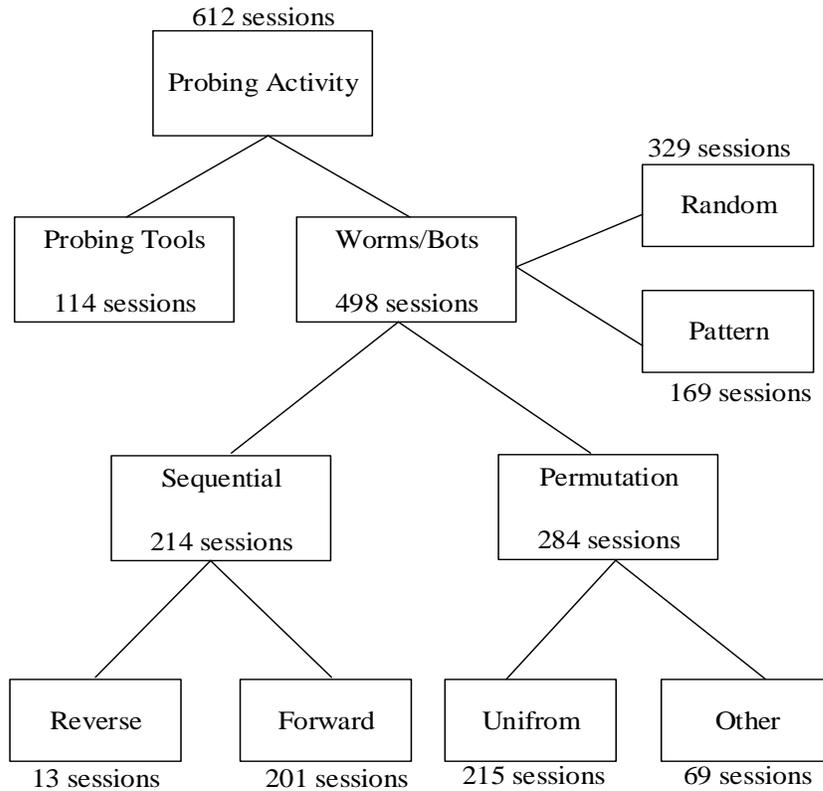 612 sessions
Probing Activity
329 sessions
Random
Probing Tools
114 sessions
Worms/Bots
498 sessions
Pattern
169 sessions
Sequential
214 sessions
Permutation
284 sessions
Reverse
13 sessions
Forward
201 sessions
Unifrom
215 sessions
Other
69 sessions